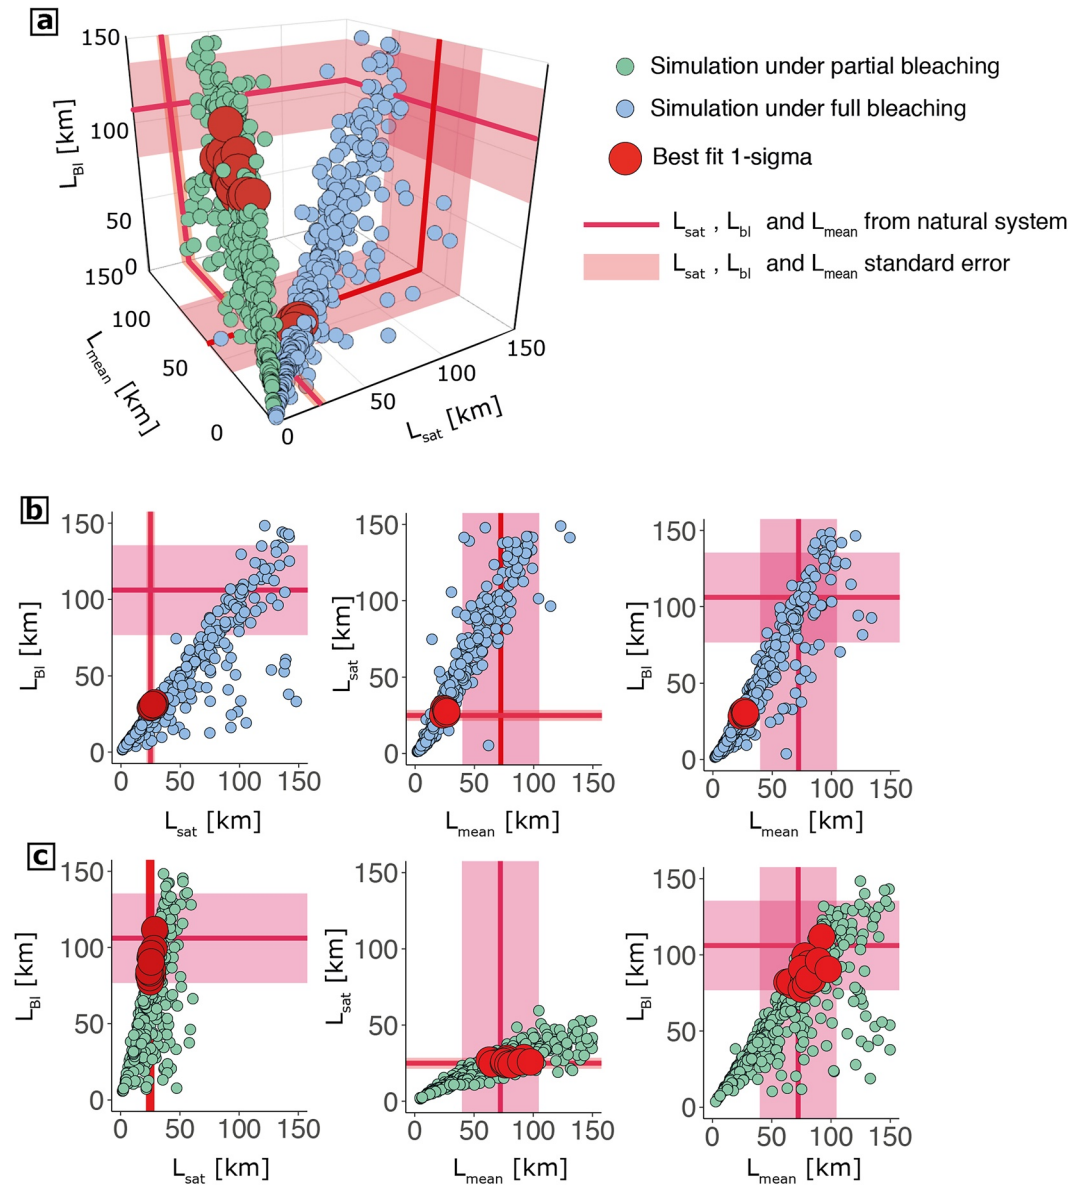 a
150
100
50
0
L_Bl [km]
150
100
50
0
L_mean [km]
0
50
100
150
L_sat [km]
Simulation under partial bleaching
Simulation under full bleaching
Best fit 1-sigma
L_sat , L_bl and L_mean from natural system
L_sat , L_bl and L_mean standard error
b
150
100
50
0
L_Bl [km]
0 50 100 150
L_sat [km]
150
100
50
0
L_sat [km]
0 50 100 150
L_mean [km]
150
100
50
0
L_Bl [km]
0 50 100 150
L_mean [km]
c
150
100
50
0
L_Bl [km]
0 50 100 150
L_sat [km]
150
100
50
0
L_sat [km]
0 50 100 150
L_mean [km]
150
100
50
0
L_Bl [km]
0 50 100 150
L_mean [km]